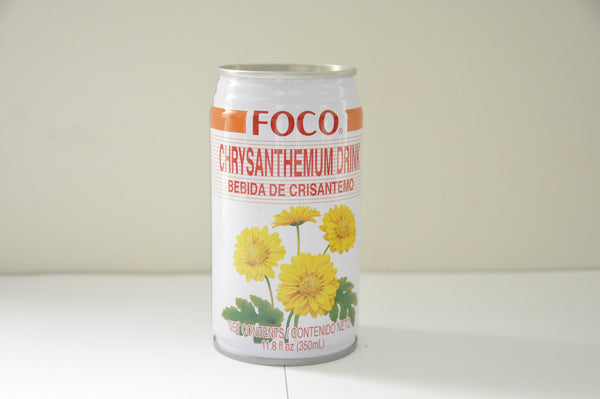 FOCO®
CHRYSANTHEMUM DRINK
BEBIDA DE CRISANTEMO
NET CONTENTS / CONTENIDO NETO
11.8 fl oz (350mL)